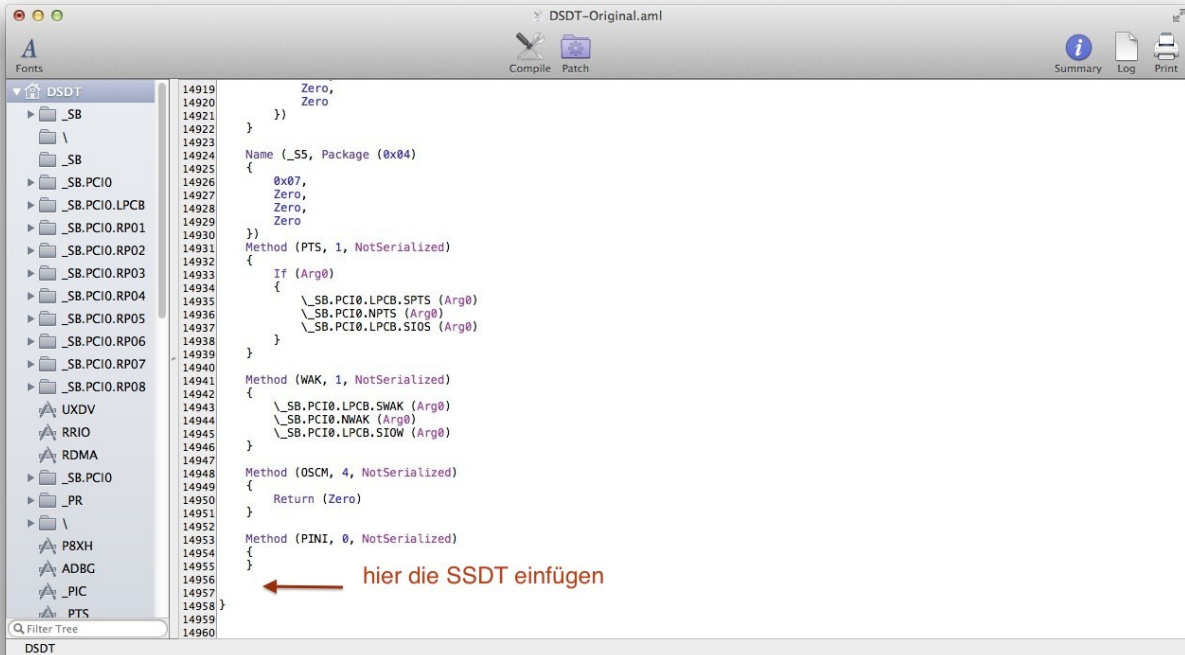 DSDT-Original.aml
Fonts
Compile
Patch
Summary
Log
Print
DSDT
_SB
\
_SB
_SB.PCI0
_SB.PCI0.LPCB
_SB.PCI0.RP01
_SB.PCI0.RP02
_SB.PCI0.RP03
_SB.PCI0.RP04
_SB.PCI0.RP05
_SB.PCI0.RP06
_SB.PCI0.RP07
_SB.PCI0.RP08
UXDV
RRIO
RDMA
_SB.PCI0
_PR
\
P8XH
ADBG
_PIC
_PTS
Filter Tree
DSDT
14919 Zero,
14920 Zero
14921 })
14922 }
14923
14924 Name (_S5, Package (0x04)
14925 {
14926 0x07,
14927 Zero,
14928 Zero,
14929 Zero
14930 })
14931 Method (PTS, 1, NotSerialized)
14932 {
14933 If (Arg0)
14934 {
14935 \_SB.PCI0.LPCB.SPTS (Arg0)
14936 \_SB.PCI0.NPTS (Arg0)
14937 \_SB.PCI0.LPCB.SIOS (Arg0)
14938 }
14939 }
14940
14941 Method (WAK, 1, NotSerialized)
14942 {
14943 \_SB.PCI0.LPCB.SWAK (Arg0)
14944 \_SB.PCI0.NWAK (Arg0)
14945 \_SB.PCI0.LPCB.SIOW (Arg0)
14946 }
14947
14948 Method (OSCM, 4, NotSerialized)
14949 {
14950 Return (Zero)
14951 }
14952
14953 Method (PINI, 0, NotSerialized)
14954 {
14955 }
14956
hier die SSDT einfügen
14957
14958 }
14959
14960